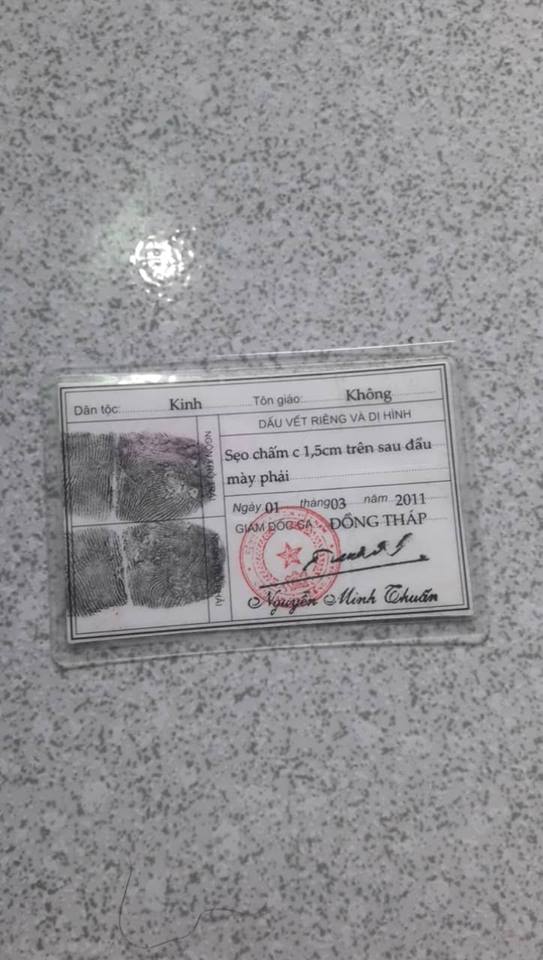 Dân tộc: Kinh Tôn giáo: Không
DẤU VẾT RIÊNG VÀ DỊ HÌNH
Sẹo chấm c 1,5cm trên sau đầu
mày phải
Ngày 01 tháng 03 năm 2011
GIÁM ĐỐC CA ĐỒNG THÁP
Nguyễn Minh Thuấn
NGÓN TRỎ TRÁI
PHẢI